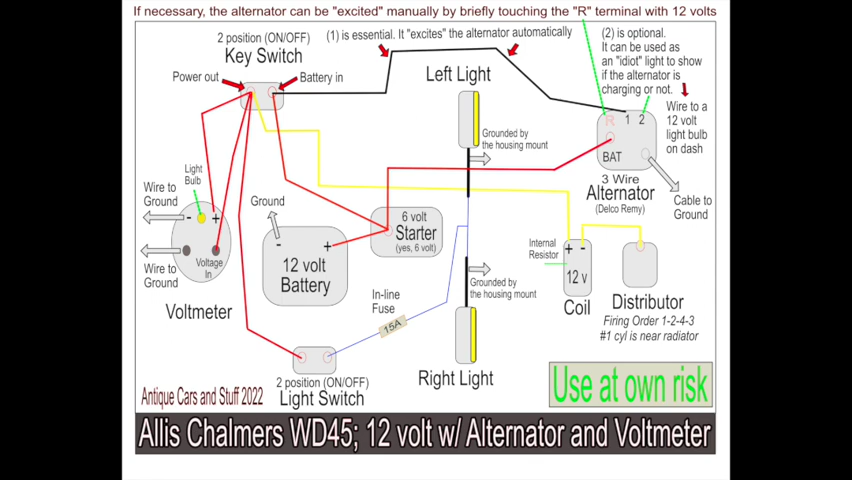 If necessary, the alternator can be "excited" manually by briefly touching the "R" terminal with 12 volts
2 position (ON/OFF)
Key Switch
(1) is essential. It "excites" the alternator automatically
(2) is optional.
It can be used as
an "idiot" light to show
if the alternator is
charging or not.
Power out
Battery in
Left Light
Wire to a
12 volt
light bulb
on dash
R 1 2
BAT
Grounded by
the housing mount
3 Wire
Alternator
(Delco Remy)
Cable to
Ground
Light
Bulb
Wire to
Ground
- +
Voltage
In
Wire to
Ground
Voltmeter
Ground
- +
12 volt
Battery
6 volt
Starter
(yes, 6 volt)
Internal
Resistor
+ -
12 v
Coil
Distributor
Firing Order 1-2-4-3
#1 cyl is near radiator
Grounded by
the housing mount
In-line
Fuse
15A
Right Light
2 position (ON/OFF)
Light Switch
Use at own risk
Antique Cars and Stuff 2022
Allis Chalmers WD45; 12 volt w/ Alternator and Voltmeter